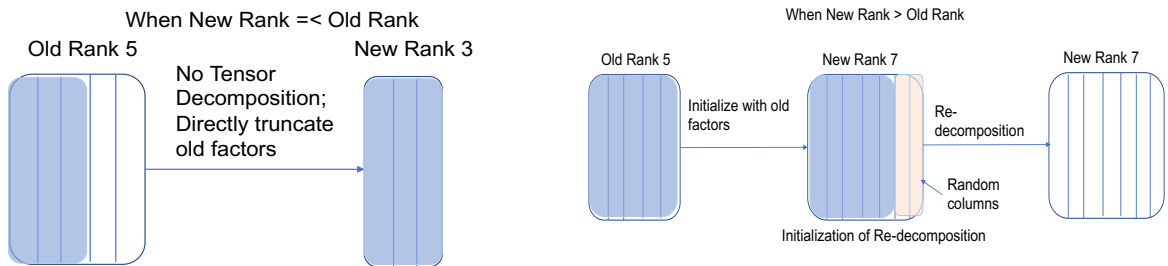 When New Rank =< Old Rank
Old Rank 5
New Rank 3
No Tensor
Decomposition;
Directly truncate
old factors
When New Rank > Old Rank
Old Rank 5
New Rank 7
New Rank 7
Initialize with old
factors
Re-
decomposition
Random
columns
Initialization of Re-decomposition